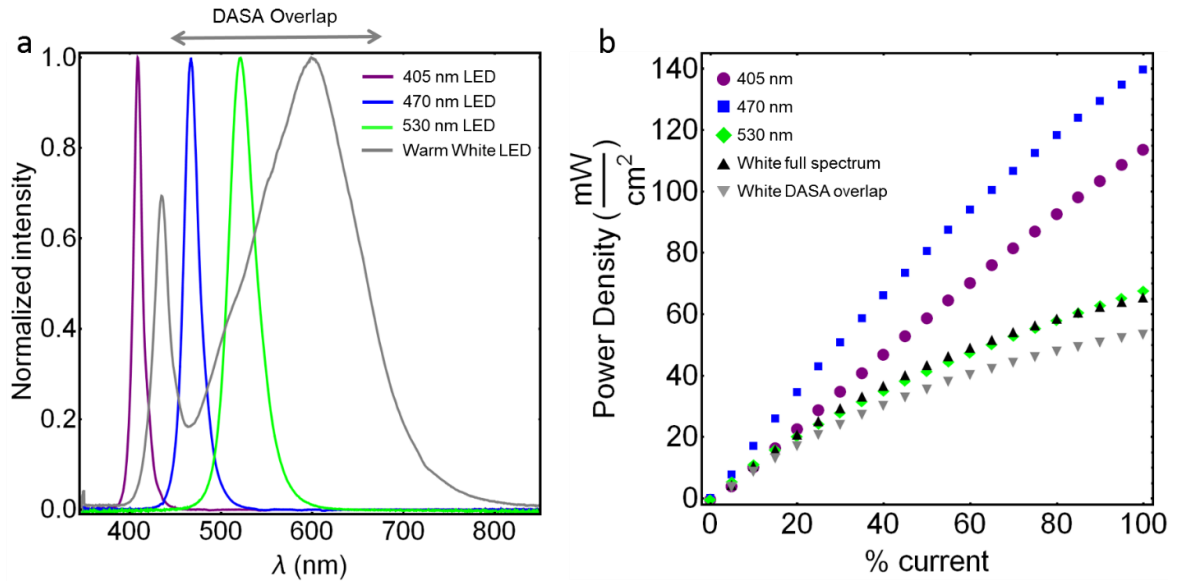 DASA Overlap
a
1.0
0.8
0.6
0.4
0.2
0.0
Normalized intensity
405 nm LED
470 nm LED
530 nm LED
Warm White LED
400 500 600 700 800
λ (nm)
b
140
120
100
80
60
40
20
0
Power Density (mW/cm²)
405 nm
470 nm
530 nm
White full spectrum
White DASA overlap
0 20 40 60 80 100
% current